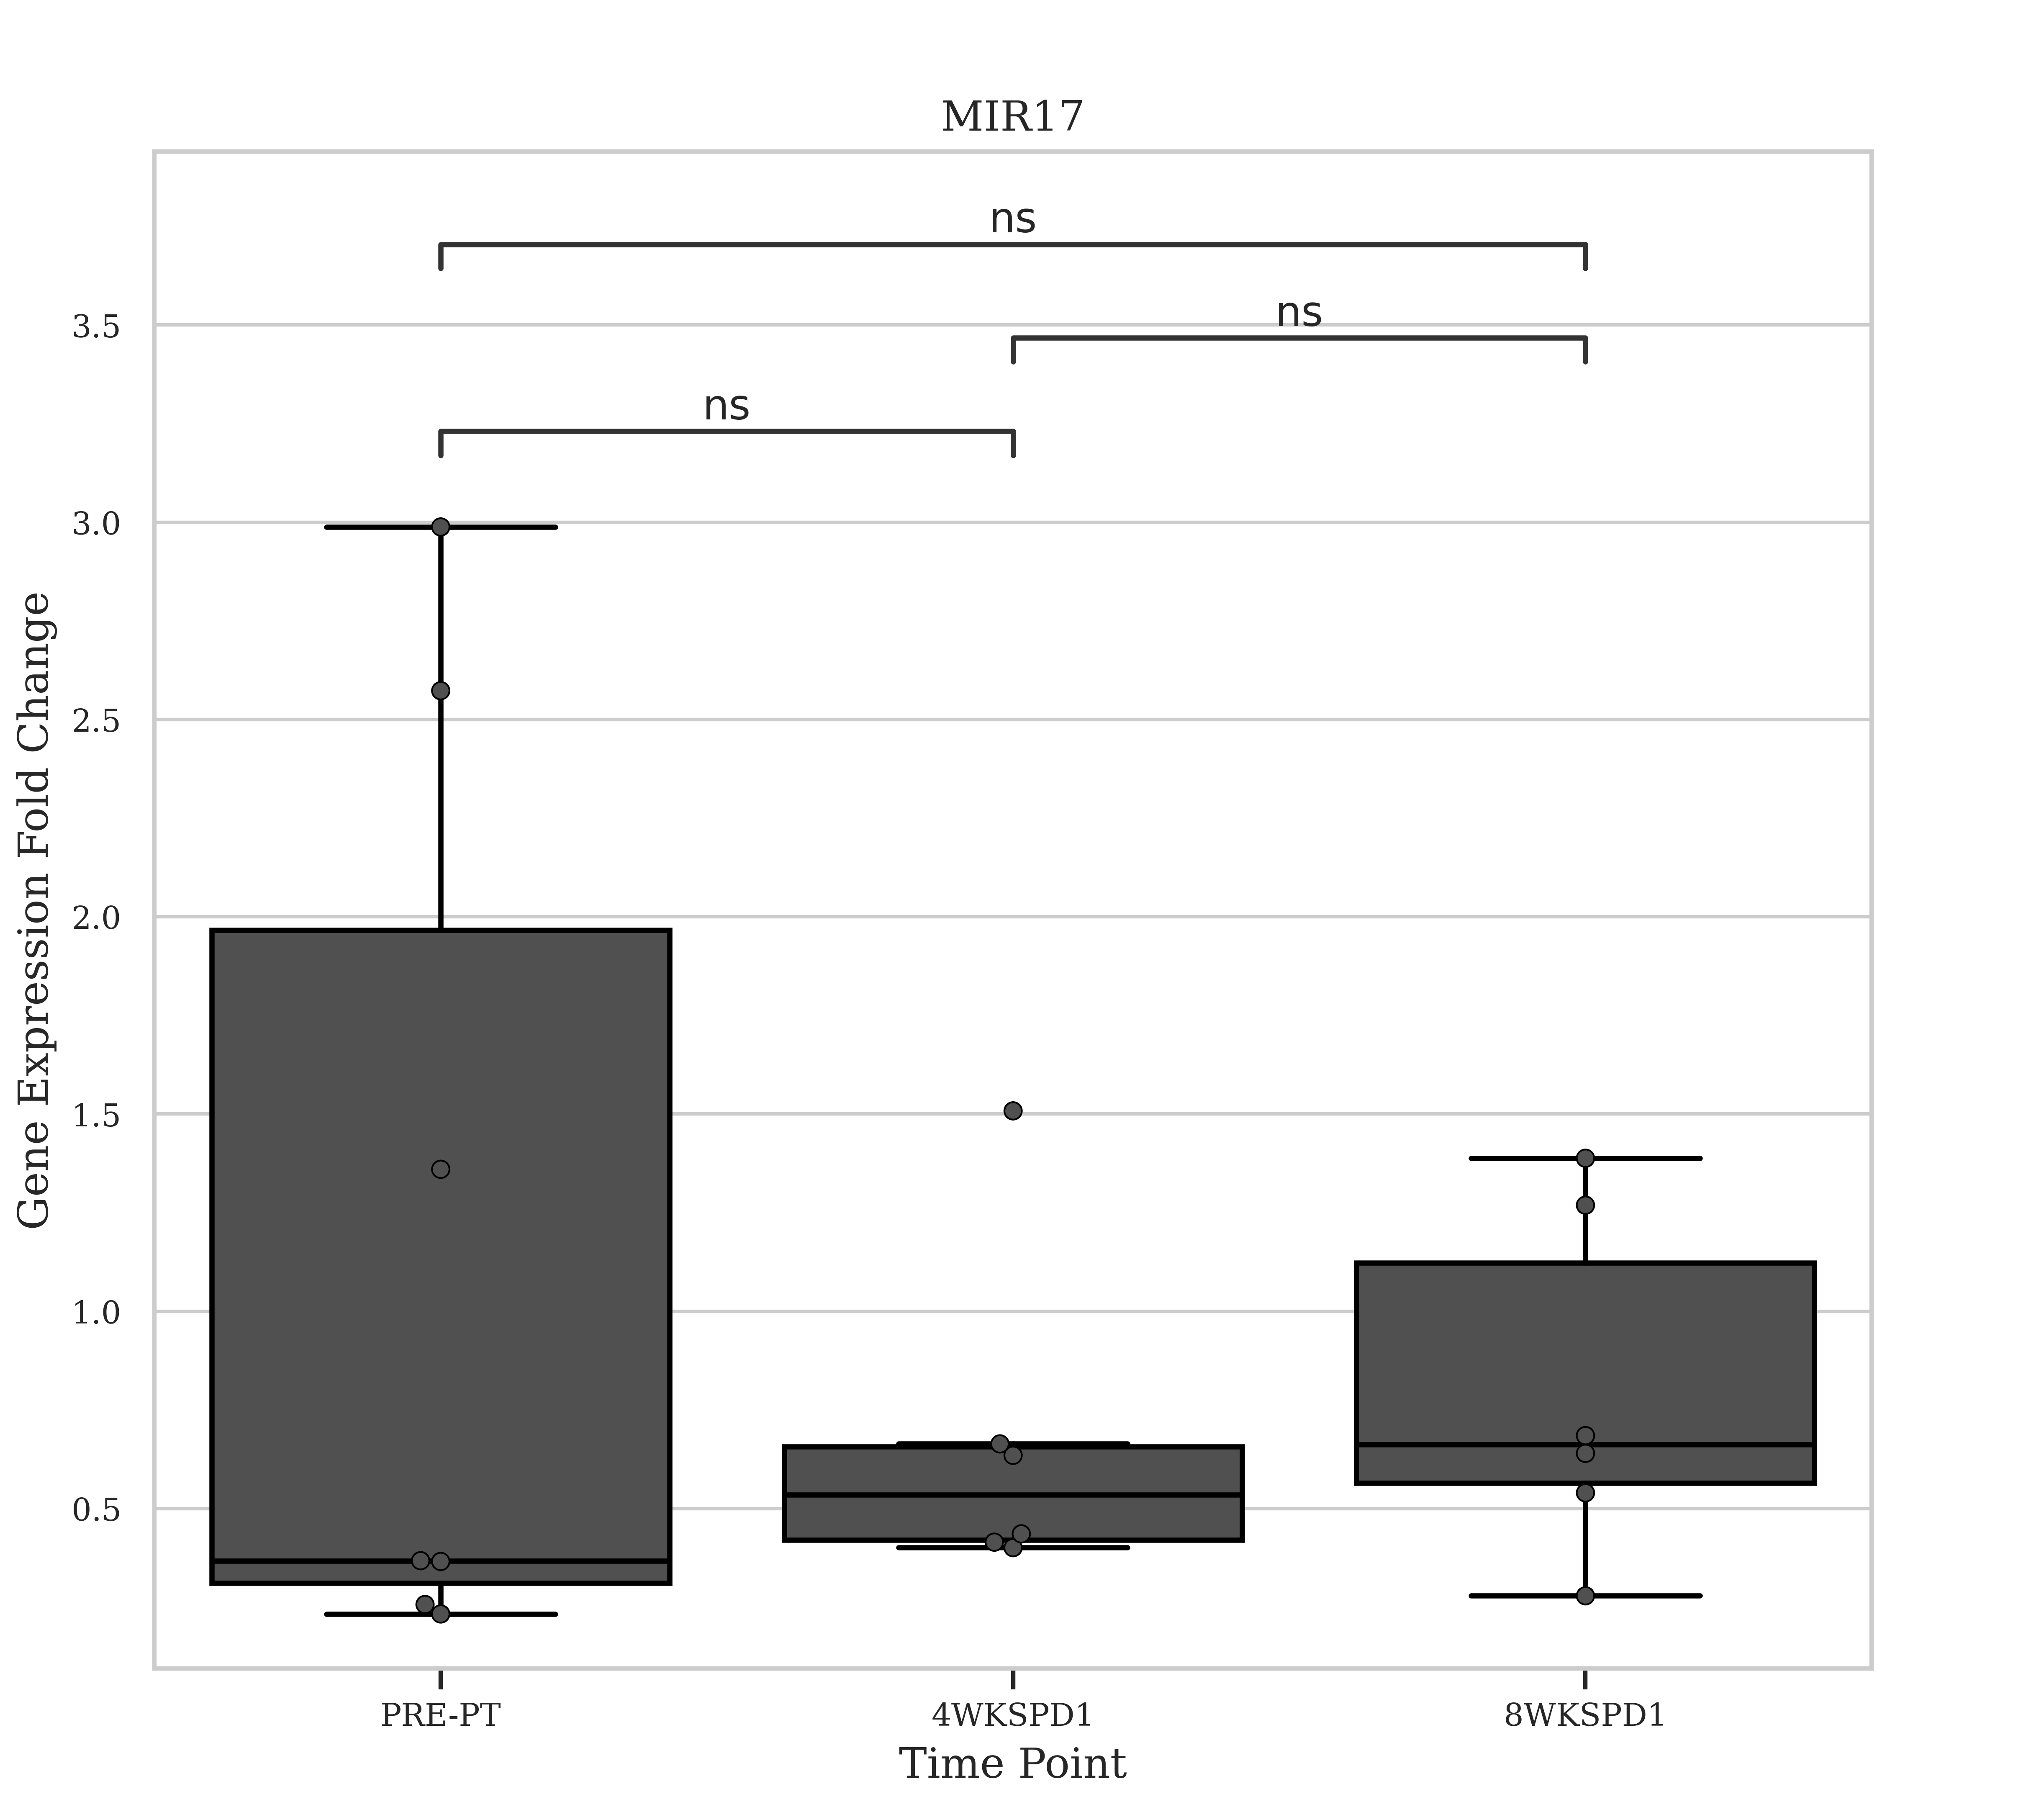 MIR17
ns
ns
ns
3.5
3.0
2.5
2.0
1.5
1.0
0.5
Gene Expression Fold Change
PRE-PT
4WKSPD1
8WKSPD1
Time Point